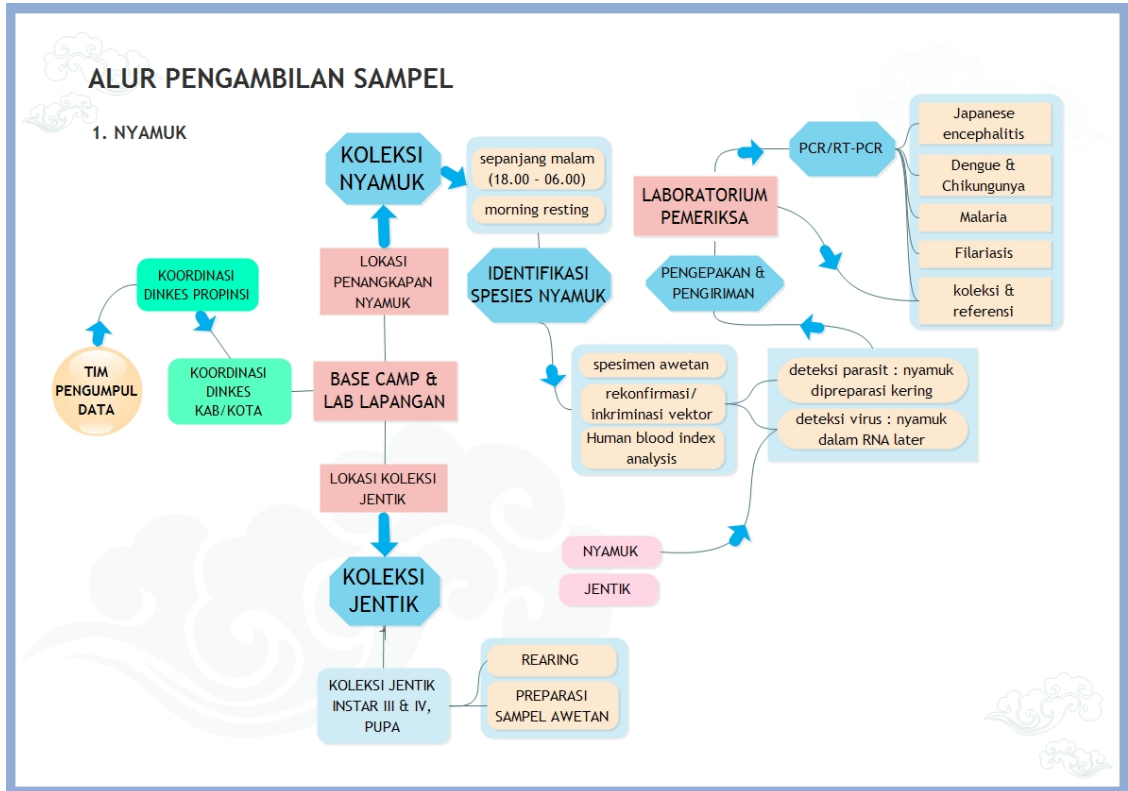 ALUR PENGAMBILAN SAMPEL
1. NYAMUK
TIM
PENGUMPUL
DATA
KOORDINASI
DINKES PROPINSI
KOORDINASI
DINKES
KAB/KOTA
BASE CAMP &
LAB LAPANGAN
LOKASI
PENANGKAPAN
NYAMUK
KOLEKSI
NYAMUK
sepanjang malam
(18.00 - 06.00)
morning resting
IDENTIFIKASI
SPESIES NYAMUK
spesimen awetan
rekonfirmasi/
inkriminasi vektor
Human blood index
analysis
deteksi parasit : nyamuk
dipreparasi kering
deteksi virus : nyamuk
dalam RNA later
PENGEPAKAN &
PENGIRIMAN
LABORATORIUM
PEMERIKSA
PCR/RT-PCR
Japanese
encephalitis
Dengue &
Chikungunya
Malaria
Filariasis
koleksi &
referensi
LOKASI KOLEKSI
JENTIK
KOLEKSI
JENTIK
KOLEKSI JENTIK
INSTAR III & IV,
PUPA
REARING
PREPARASI
SAMPEL AWETAN
NYAMUK
JENTIK